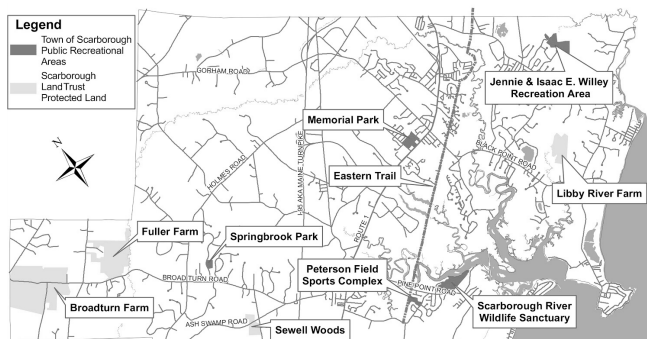 Legend
Town of Scarborough
Public Recreational
Areas
Scarborough
Land Trust
Protected Land
N
GORHAM ROAD
Jennie & Isaac E. Willey
Recreation Area
Memorial Park
BLACK POINT ROAD
HOLMES ROAD
I-95 AKA MAINE TURNPIKE
Eastern Trail
Libby River Farm
ROUTE 1
Fuller Farm
Springbrook Park
BROAD TURN ROAD
Peterson Field
Sports Complex
PINE POINT ROAD
Broadturn Farm
Scarborough River
Wildlife Sanctuary
ASH SWAMP ROAD
Sewell Woods